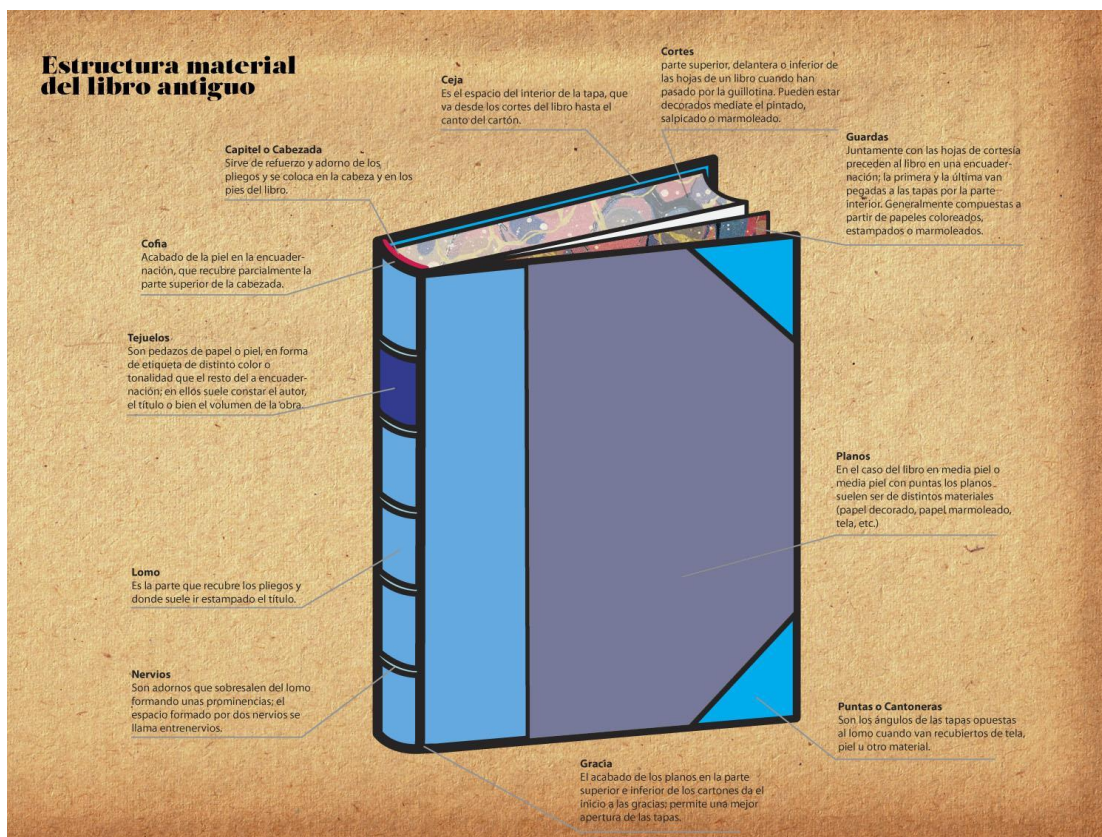 Estructura material
del libro antiguo
Ceja
Es el espacio del interior de la tapa, que
va desde los cortes del libro hasta el
canto del cartón.
Cortes
parte superior, delantera o inferior de
las hojas de un libro cuando han
pasado por la guillotina. Pueden estar
decorados mediate el pintado,
salpicado o marmoleado.
Capitel o Cabezada
Sirve de refuerzo y adorno de los
pliegos y se coloca en la cabeza y en los
pies del libro.
Guardas
Juntamente con las hojas de cortesía
preceden al libro en una encuader-
nación; la primera y la última van
pegadas a las tapas por la parte
interior. Generalmente compuestas a
partir de papeles coloreados,
estampados o marmoleados.
Cofia
Acabado de la piel en la encuader-
nación, que recubre parcialmente la
parte superior de la cabezada.
Tejuelos
Son pedazos de papel o piel, en forma
de etiqueta de distinto color o
tonalidad que el resto del a encuader-
nación; en ellos suele constar el autor,
el título o bien el volumen de la obra.
Planos
En el caso del libro en media piel o
media piel con puntas los planos
suelen ser de distintos materiales
(papel decorado, papel marmoleado,
tela, etc.)
Lomo
Es la parte que recubre los pliegos y
donde suele ir estampado el título.
Nervios
Son adornos que sobresalen del lomo
formando unas prominencias; el
espacio formado por dos nervios se
llama entrenervios.
Puntas o Cantoneras
Son los ángulos de las tapas opuestas
al lomo cuando van recubiertos de tela,
piel u otro material.
Gracia
El acabado de los planos en la parte
superior e inferior de los cartones da el
inicio a las gracias; permite una mejor
apertura de las tapas.